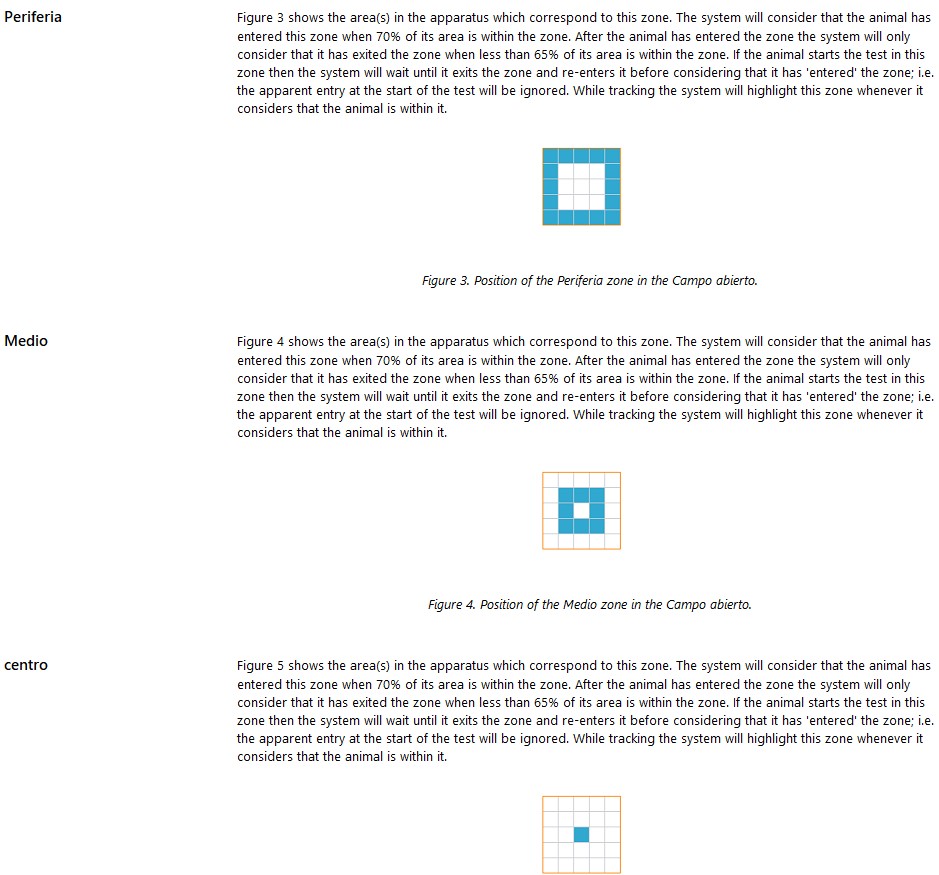 Periferia
Figure 3 shows the area(s) in the apparatus which correspond to this zone. The system will consider that the animal has
entered this zone when 70% of its area is within the zone. After the animal has entered the zone the system will only
consider that it has exited the zone when less than 65% of its area is within the zone. If the animal starts the test in this
zone then the system will wait until it exits the zone and re-enters it before considering that it has 'entered' the zone; i.e.
the apparent entry at the start of the test will be ignored. While tracking the system will highlight this zone whenever it
considers that the animal is within it.
Figure 3. Position of the Periferia zone in the Campo abierto.
Medio
Figure 4 shows the area(s) in the apparatus which correspond to this zone. The system will consider that the animal has
entered this zone when 70% of its area is within the zone. After the animal has entered the zone the system will only
consider that it has exited the zone when less than 65% of its area is within the zone. If the animal starts the test in this
zone then the system will wait until it exits the zone and re-enters it before considering that it has 'entered' the zone; i.e.
the apparent entry at the start of the test will be ignored. While tracking the system will highlight this zone whenever it
considers that the animal is within it.
Figure 4. Position of the Medio zone in the Campo abierto.
centro
Figure 5 shows the area(s) in the apparatus which correspond to this zone. The system will consider that the animal has
entered this zone when 70% of its area is within the zone. After the animal has entered the zone the system will only
consider that it has exited the zone when less than 65% of its area is within the zone. If the animal starts the test in this
zone then the system will wait until it exits the zone and re-enters it before considering that it has 'entered' the zone; i.e.
the apparent entry at the start of the test will be ignored. While tracking the system will highlight this zone whenever it
considers that the animal is within it.